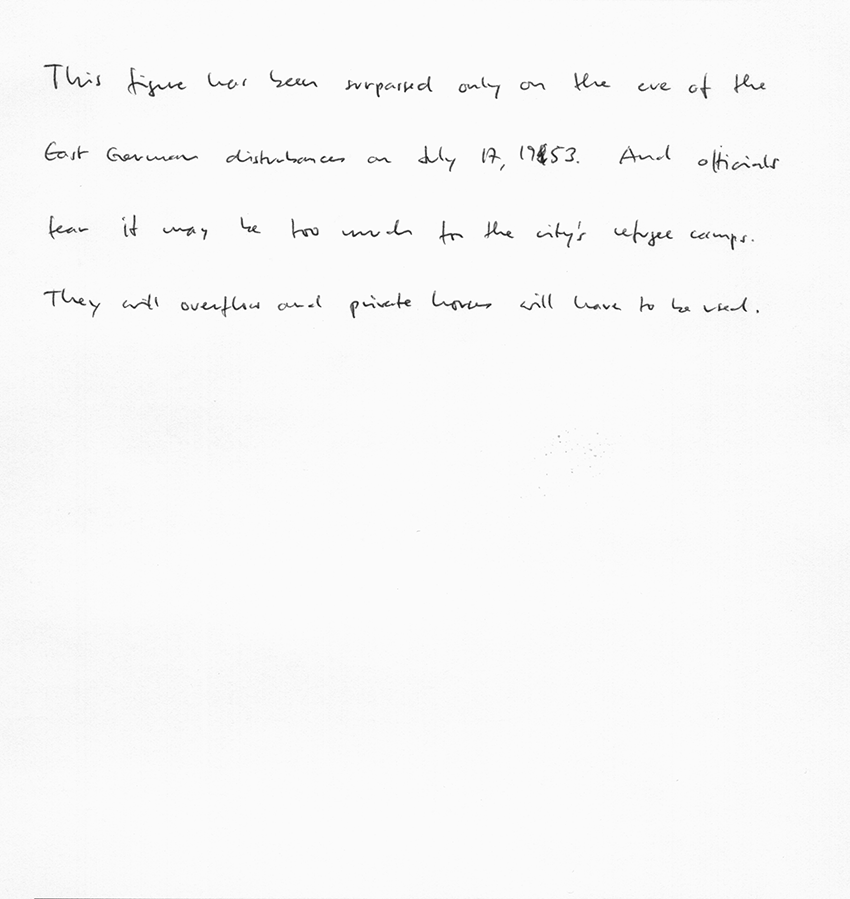 This figure has been surpassed only on the eve of the
East German disturbances on July 17, 1953. And officials
fear it may be too much for the city's refugee camps.
They will overflow and private houses will have to be used.